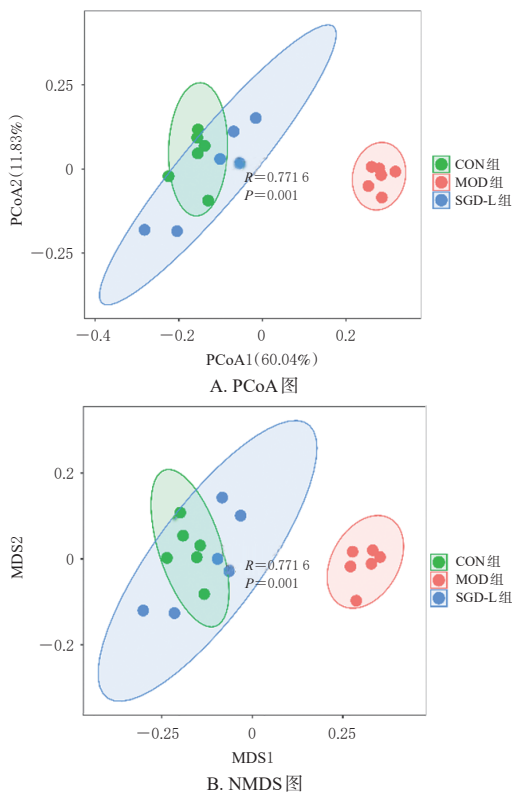 PCoA2(11.83%)
0.25
0
−0.25
R=0.771 6
P=0.001
CON组
MOD组
SGD-L组
−0.4
−0.2
0
0.2
PCoA1(60.04%)
A. PCoA图
MDS2
0.2
0
−0.2
R=0.771 6
P=0.001
CON组
MOD组
SGD-L组
−0.25
0
0.25
MDS1
B. NMDS图